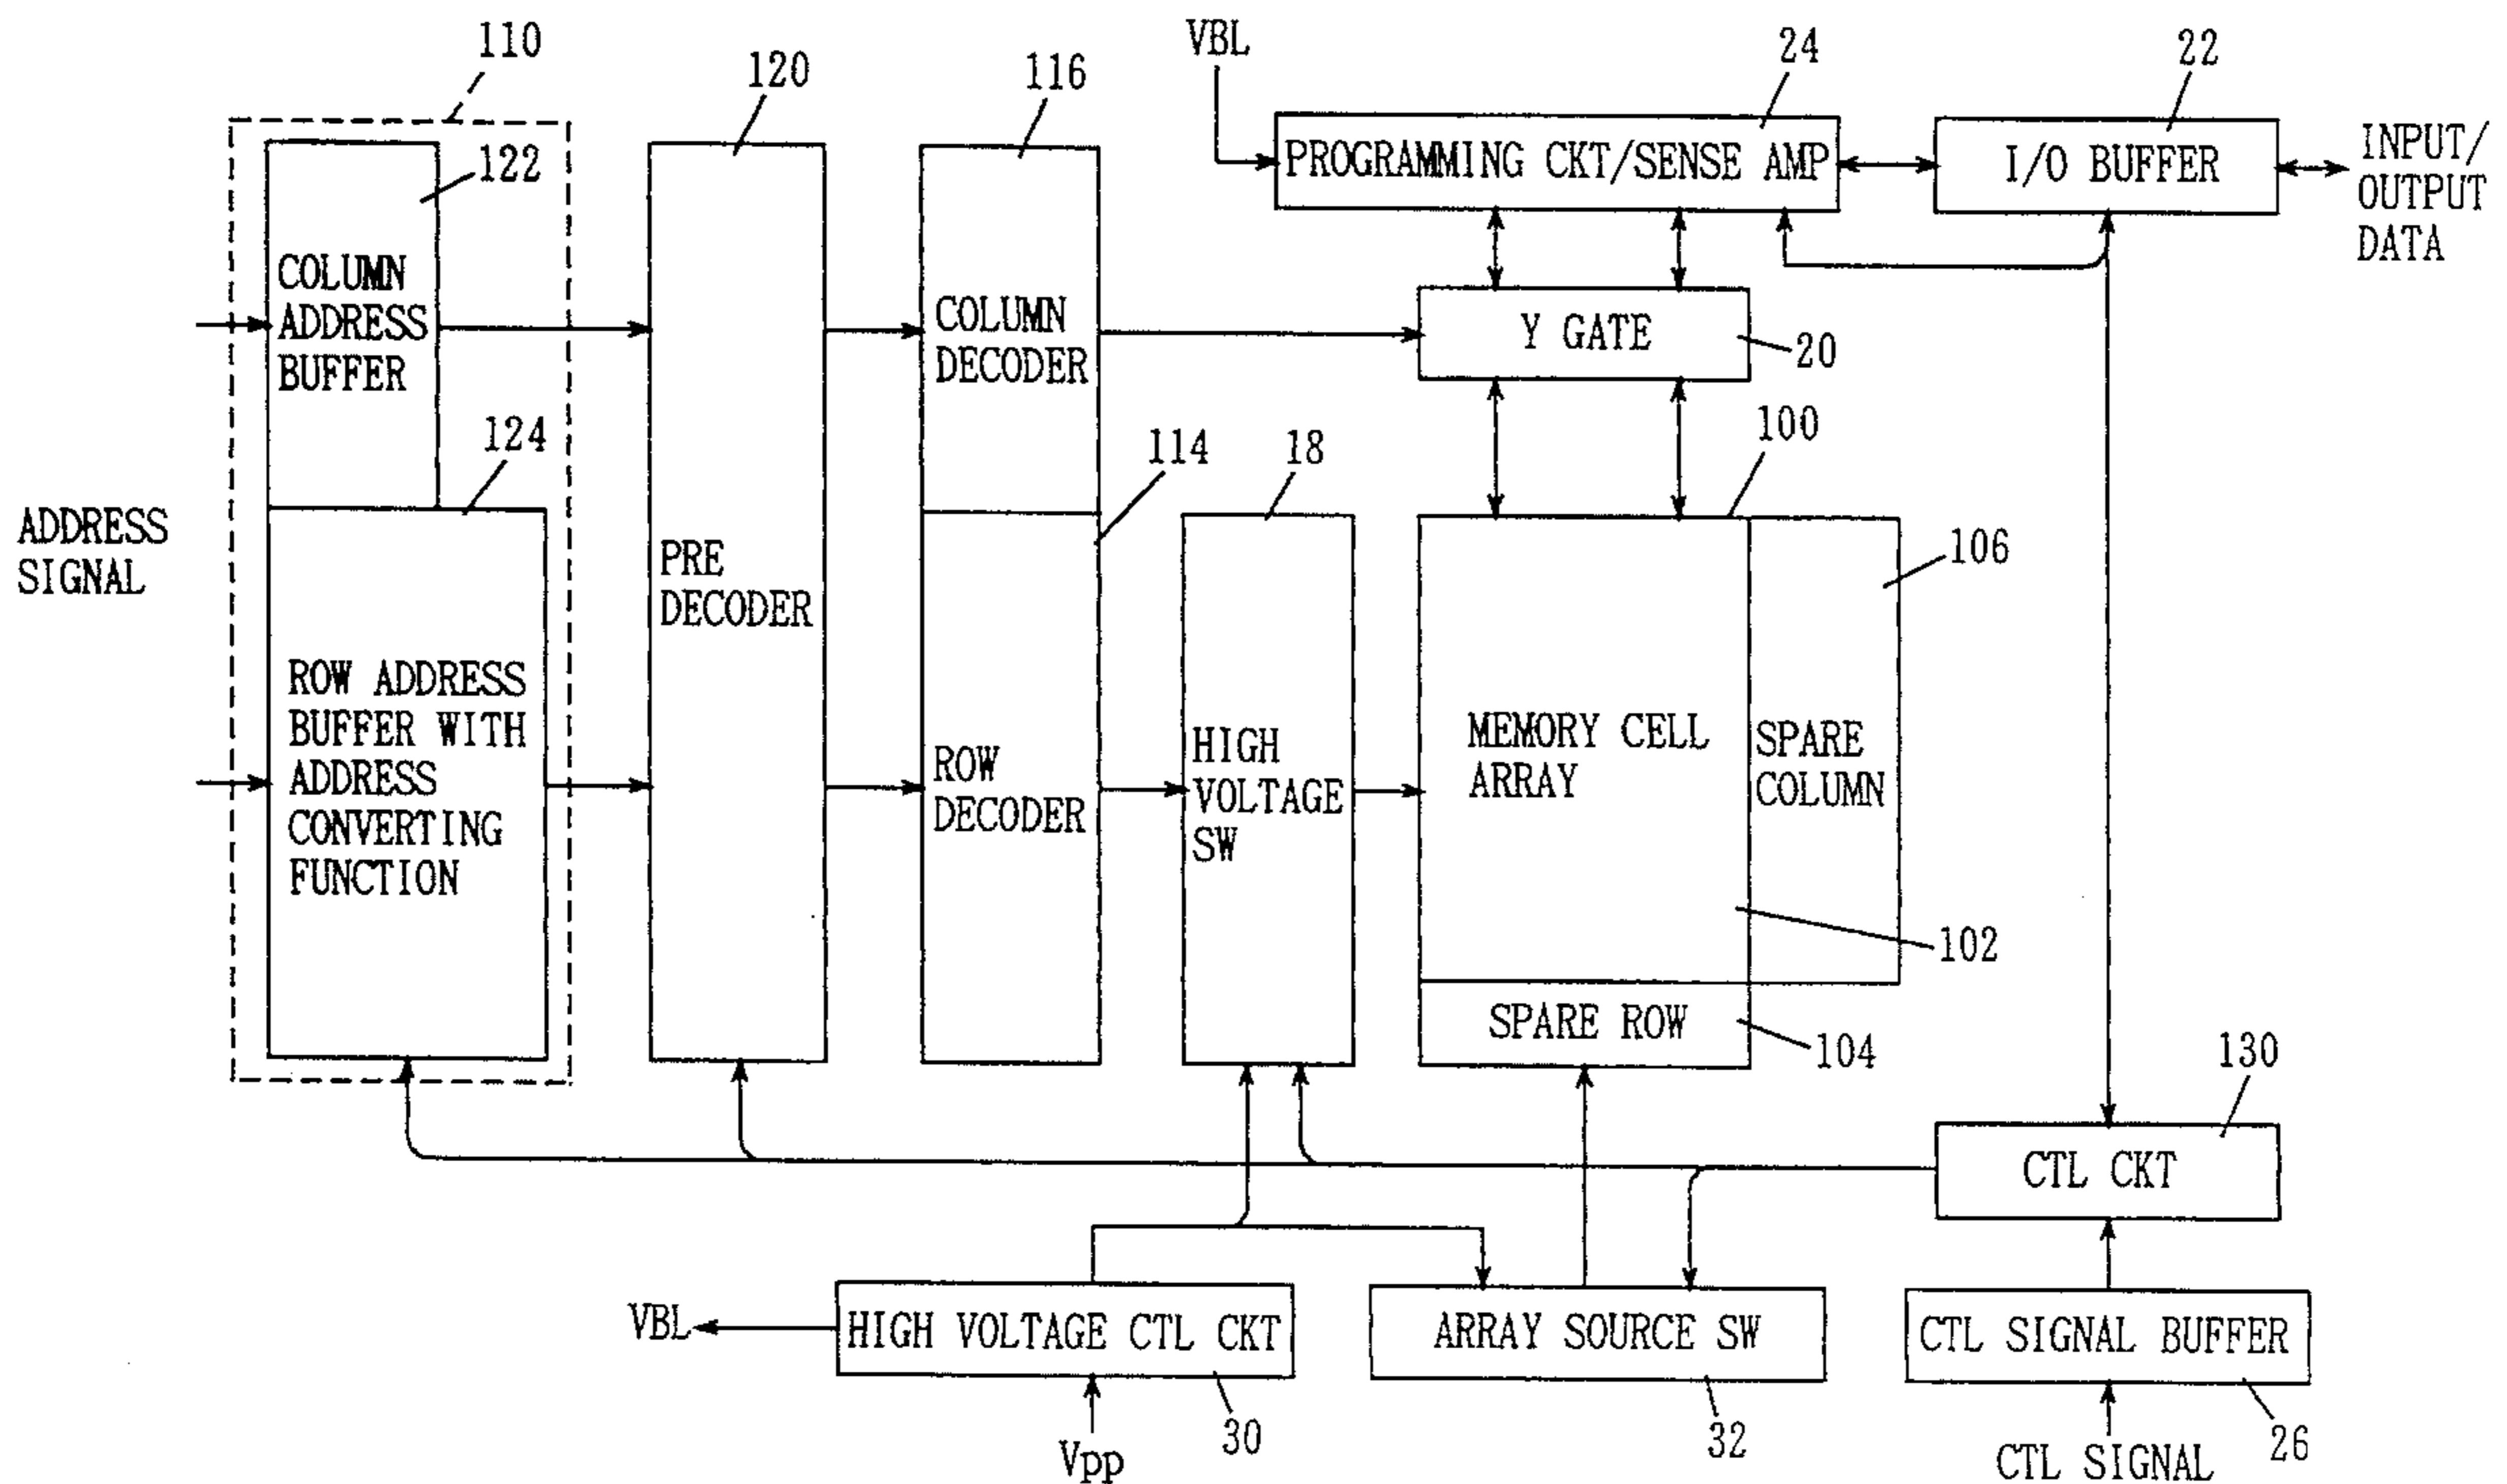 110
120
116
VBL
24
22
122
PROGRAMMING CKT/SENSE AMP
I/O BUFFER
INPUT/
OUTPUT
DATA
COLUMN
ADDRESS
BUFFER
COLUMN
DECODER
Y GATE
20
124
114
18
100
ADDRESS
SIGNAL
PRE
DECODER
106
ROW ADDRESS
BUFFER WITH
ADDRESS
CONVERTING
FUNCTION
ROW
DECODER
HIGH
VOLTAGE
SW
MEMORY CELL
ARRAY
SPARE
COLUMN
102
SPARE ROW
104
130
CTL CKT
VBL
HIGH VOLTAGE CTL CKT
ARRAY SOURCE SW
CTL SIGNAL BUFFER
30
32
26
Vpp
CTL SIGNAL